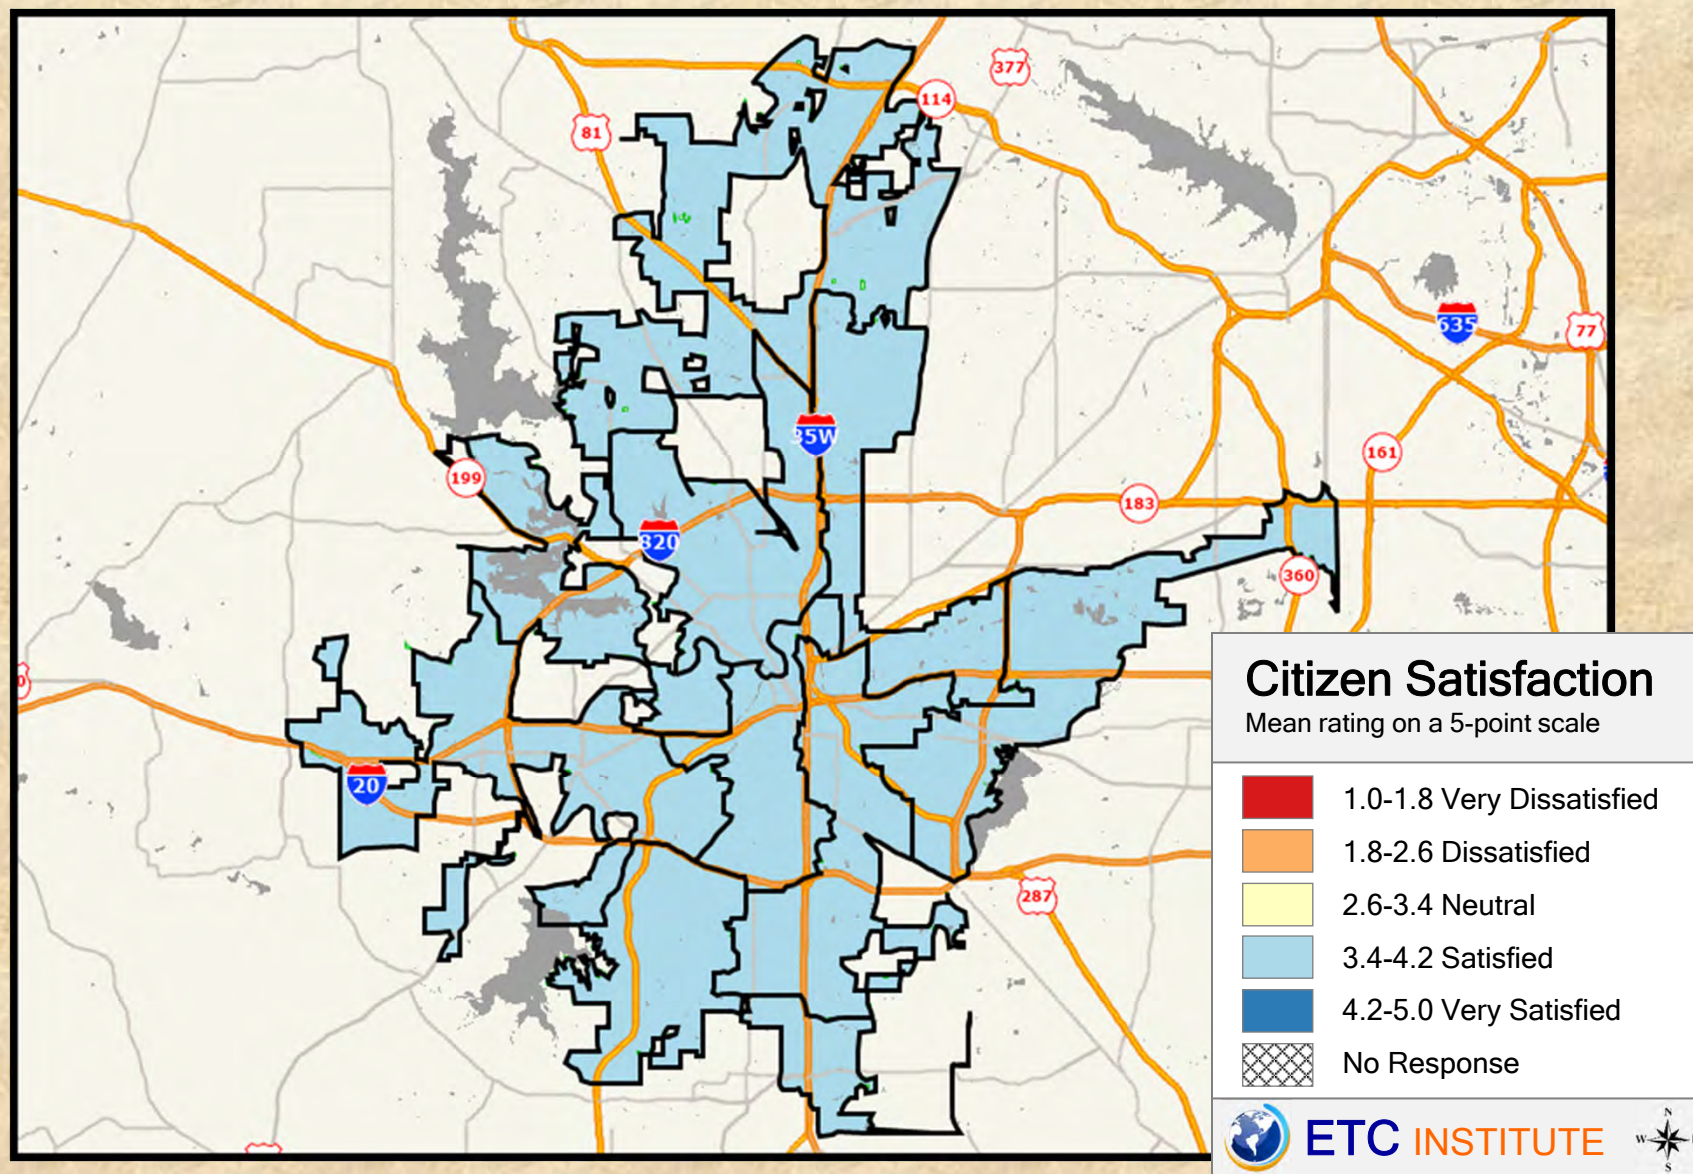 377
114
81
635
77
35W
161
199
183
820
360
0
20
287
Citizen Satisfaction
Mean rating on a 5-point scale
1.0-1.8 Very Dissatisfied
1.8-2.6 Dissatisfied
2.6-3.4 Neutral
3.4-4.2 Satisfied
4.2-5.0 Very Satisfied
No Response
N
ETC INSTITUTE
W
S